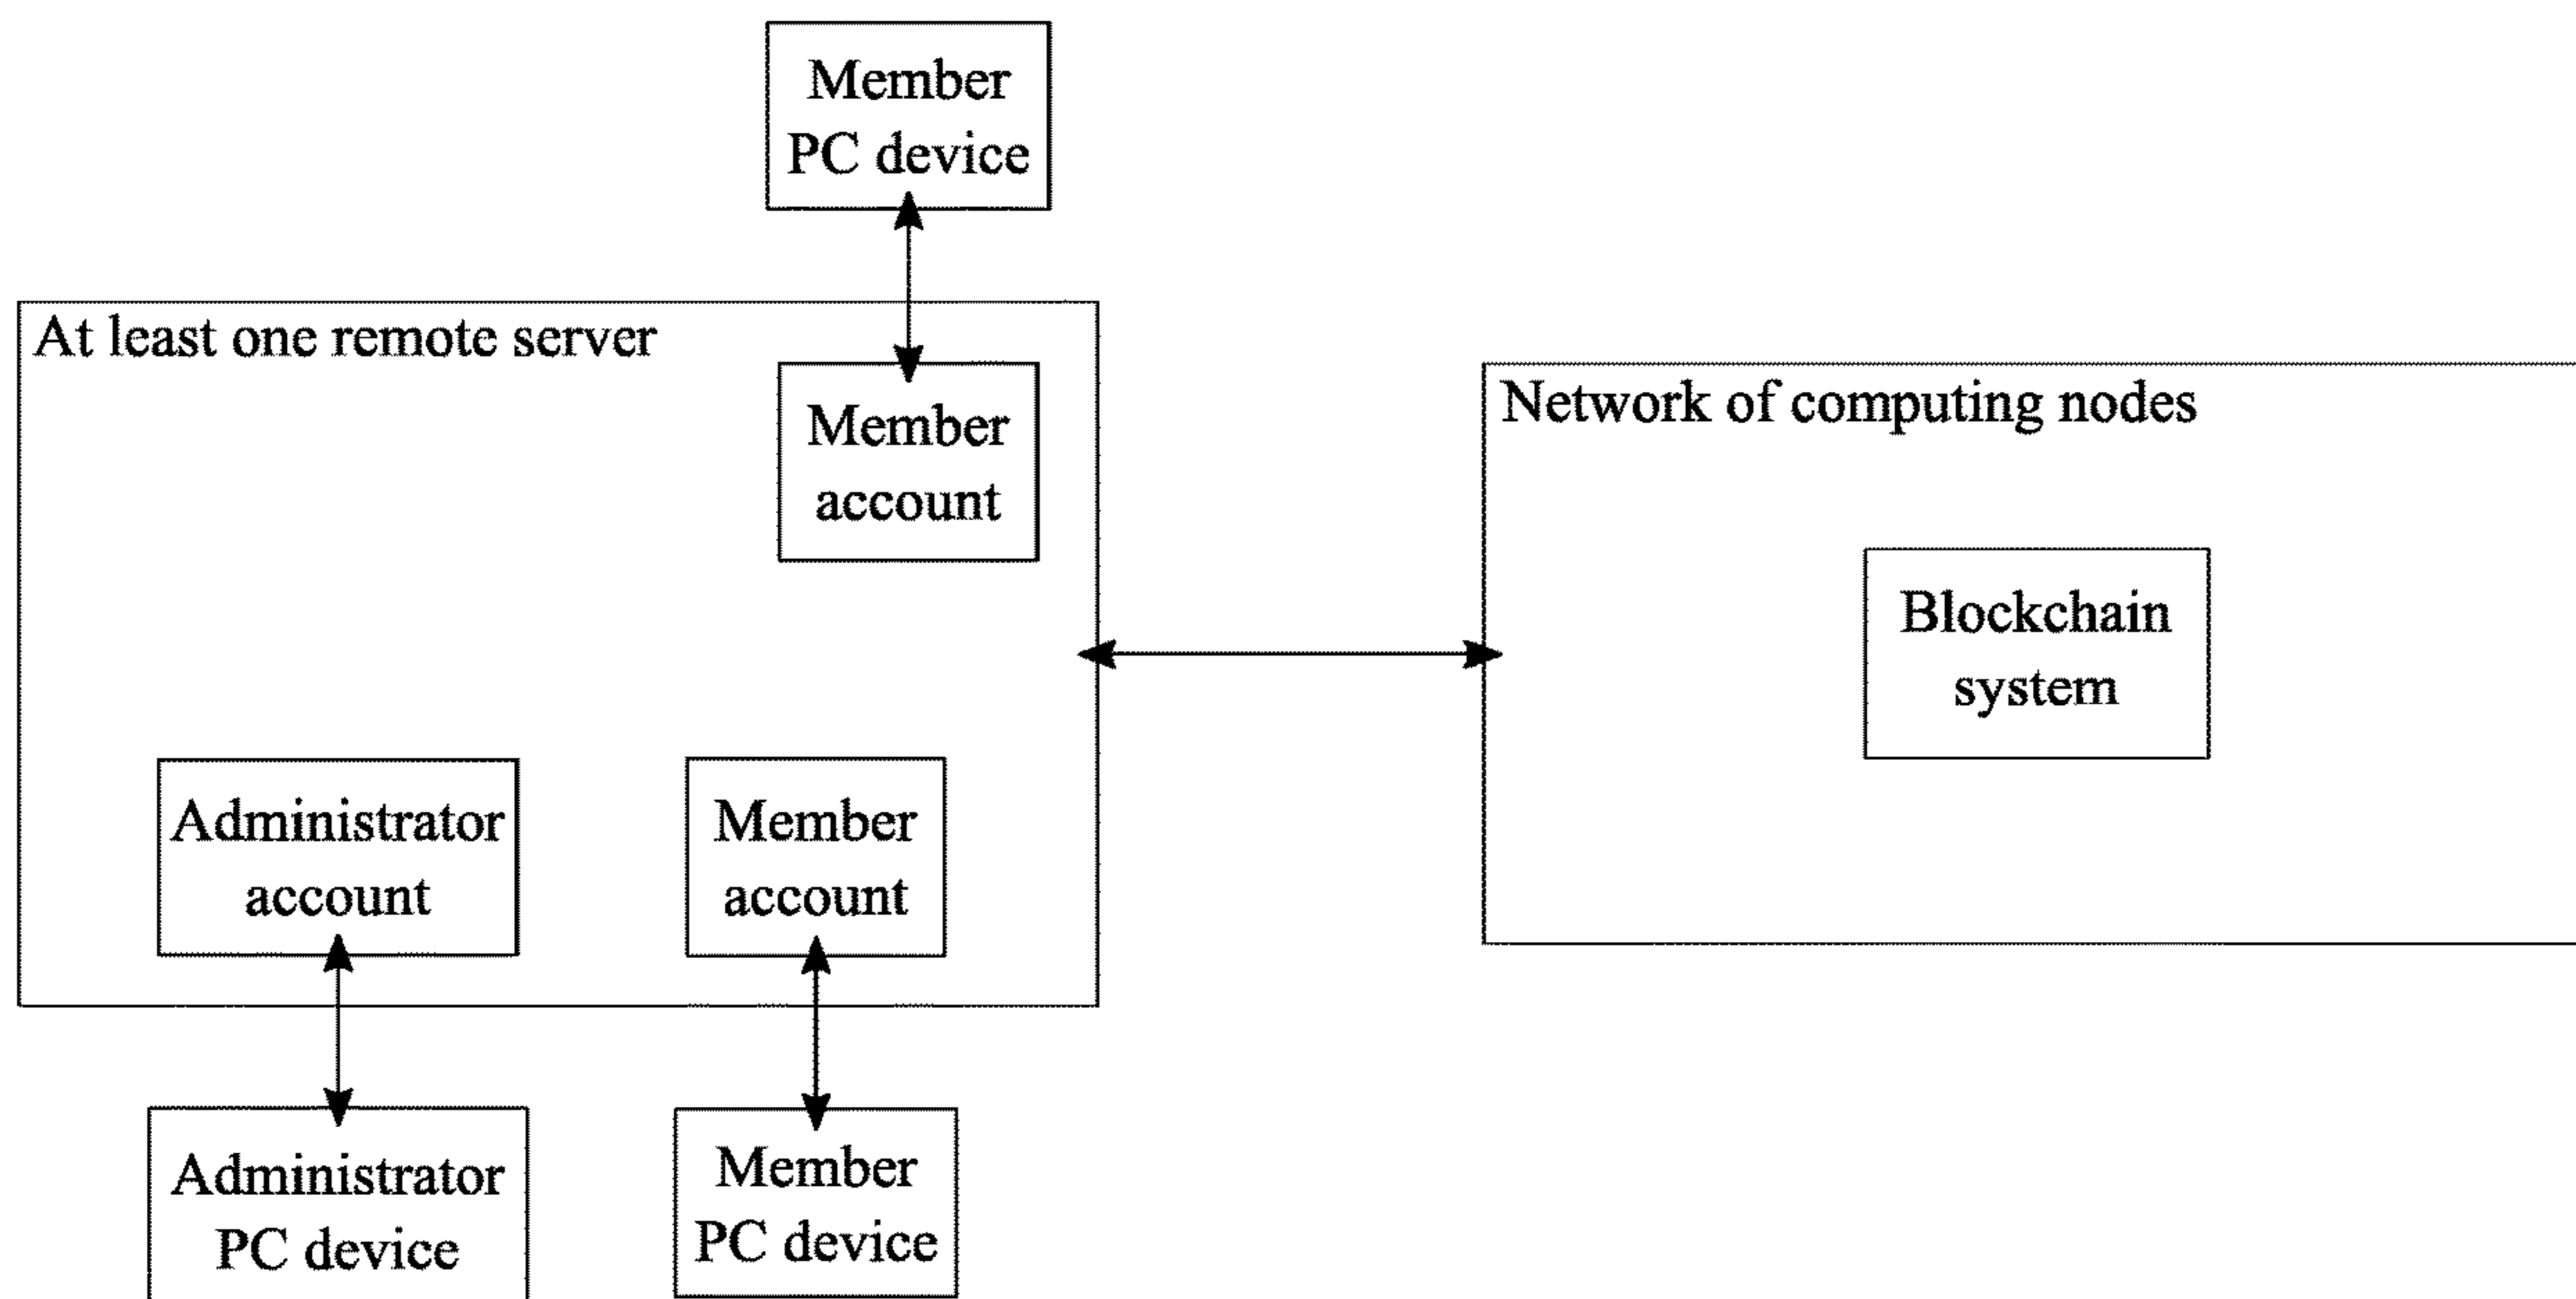 Member
PC device
At least one remote server
Member
account
Network of computing nodes
Blockchain
system
Administrator
account
Member
account
Administrator
PC device
Member
PC device